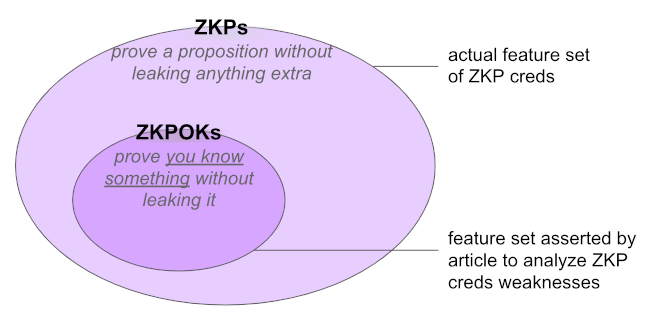 ZKPs
prove a proposition without
leaking anything extra
actual feature set
of ZKP creds
ZKPOKs
prove you know
something without
leaking it
feature set asserted by
article to analyze ZKP
creds weaknesses